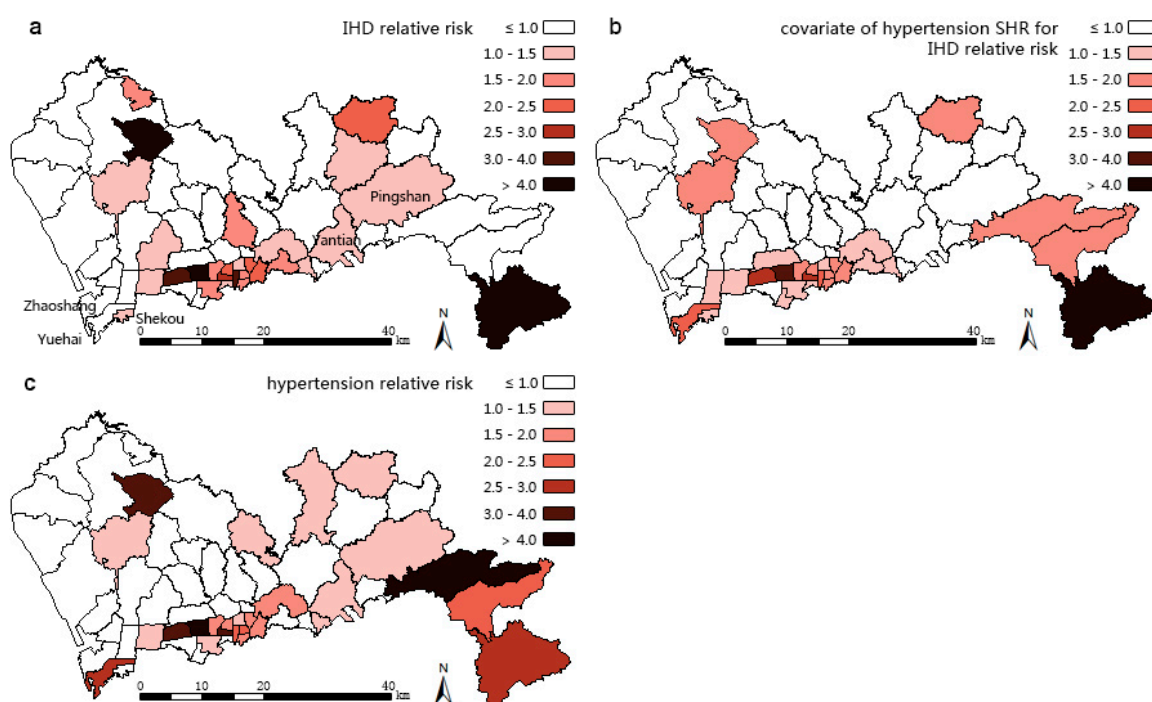 a
IHD relative risk
≤ 1.0
1.0 - 1.5
1.5 - 2.0
2.0 - 2.5
2.5 - 3.0
3.0 - 4.0
> 4.0
Pingshan
Yantian
Zhaoshang
Shekou
Yuehai
0 10 20 40
km
N
b
covariate of hypertension SHR for
IHD relative risk
≤ 1.0
1.0 - 1.5
1.5 - 2.0
2.0 - 2.5
2.5 - 3.0
3.0 - 4.0
> 4.0
0 10 20 40
km
N
c
hypertension relative risk
≤ 1.0
1.0 - 1.5
1.5 - 2.0
2.0 - 2.5
2.5 - 3.0
3.0 - 4.0
> 4.0
0 10 20 40
km
N